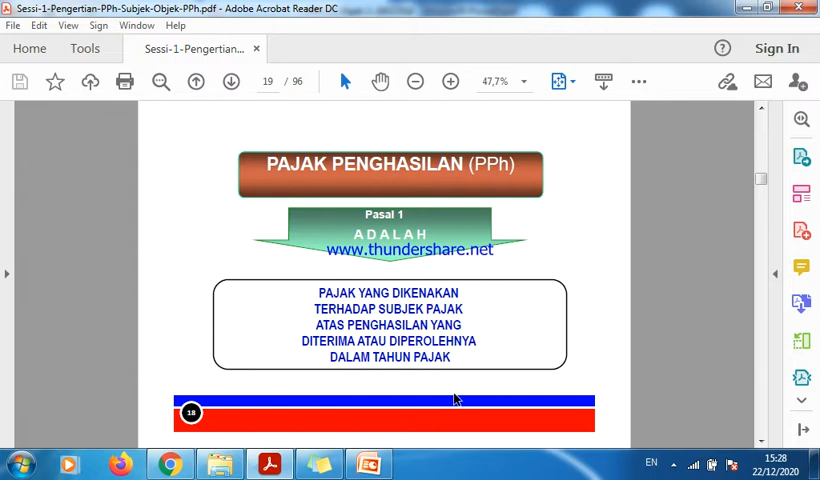 Sessi-1-Pengertian-PPh-Subjek-Objek-PPh.pdf - Adobe Acrobat Reader DC
File Edit View Sign Window Help
Home Tools Sessi-1-Pengertian... × ? Sign In
19 / 96 47,7%
PAJAK PENGHASILAN (PPh)
Pasal 1
A D A L A H
www.thundershare.net
PAJAK YANG DIKENAKAN
TERHADAP SUBJEK PAJAK
ATAS PENGHASILAN YANG
DITERIMA ATAU DIPEROLEHNYA
DALAM TAHUN PAJAK
18
EN 15:28
22/12/2020